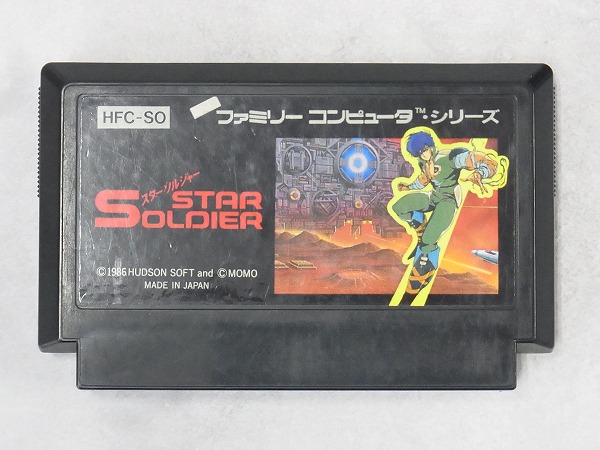 HFC-SO
ファミリー コンピュータ™・シリーズ
スターソルジャー
STAR
SOLDIER
©1986 HUDSON SOFT and ©MOMO
MADE IN JAPAN